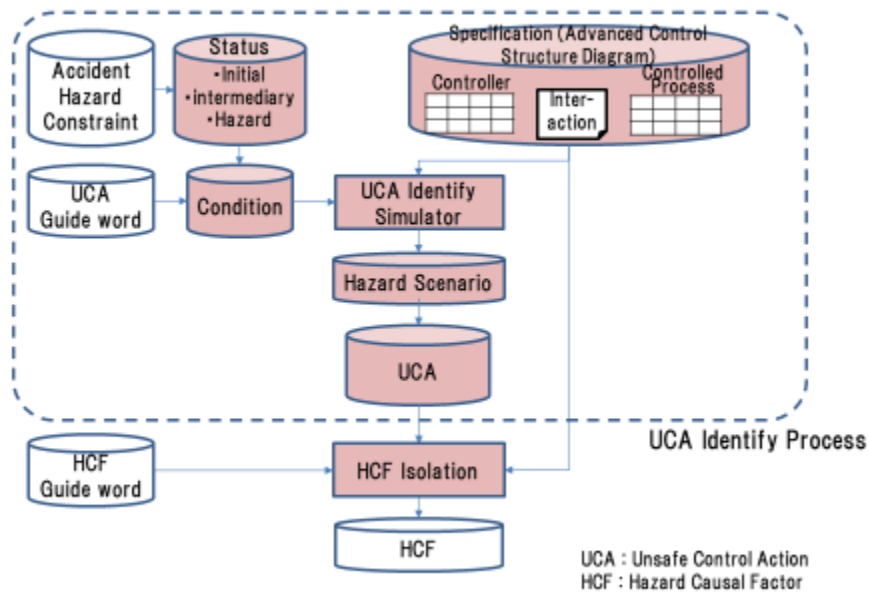 Accident
Hazard
Constraint
Status
・Initial
・intermediary
・Hazard
Specification (Advanced Control
Structure Diagram)
Controller
Inter-
action
Controlled
Process
UCA
Guide word
Condition
UCA Identify
Simulator
Hazard Scenario
UCA
UCA Identify Process
HCF
Guide word
HCF Isolation
HCF
UCA : Unsafe Control Action
HCF : Hazard Causal Factor